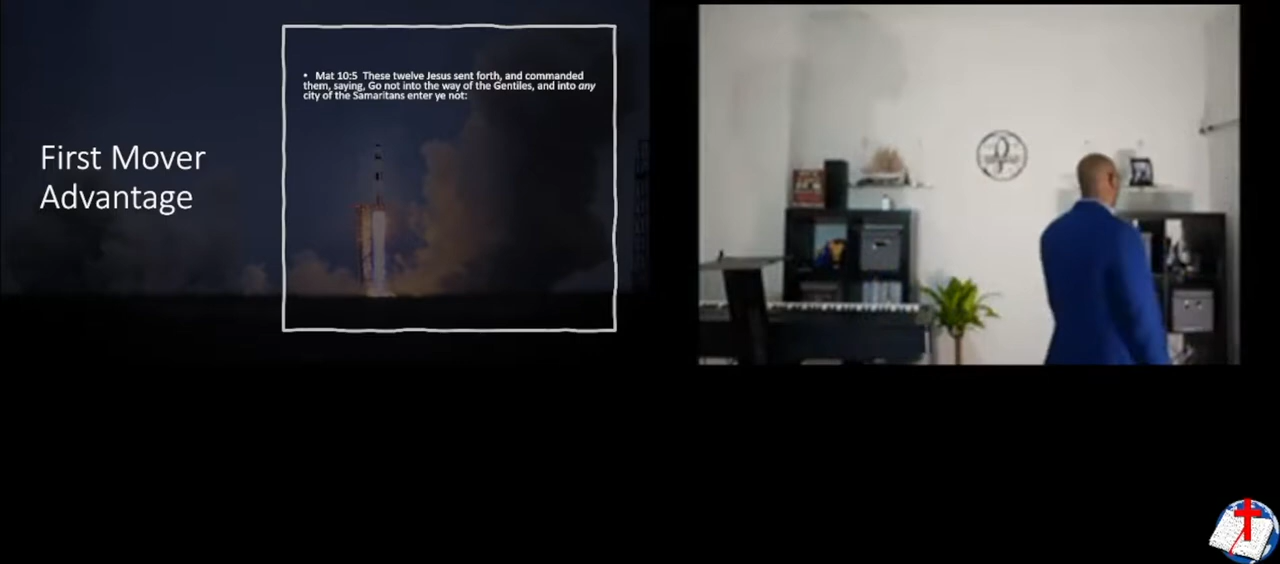 First Mover
Advantage
• Mat 10:5 These twelve Jesus sent forth, and commanded
them, saying, Go not into the way of the Gentiles, and into any
city of the Samaritans enter ye not: